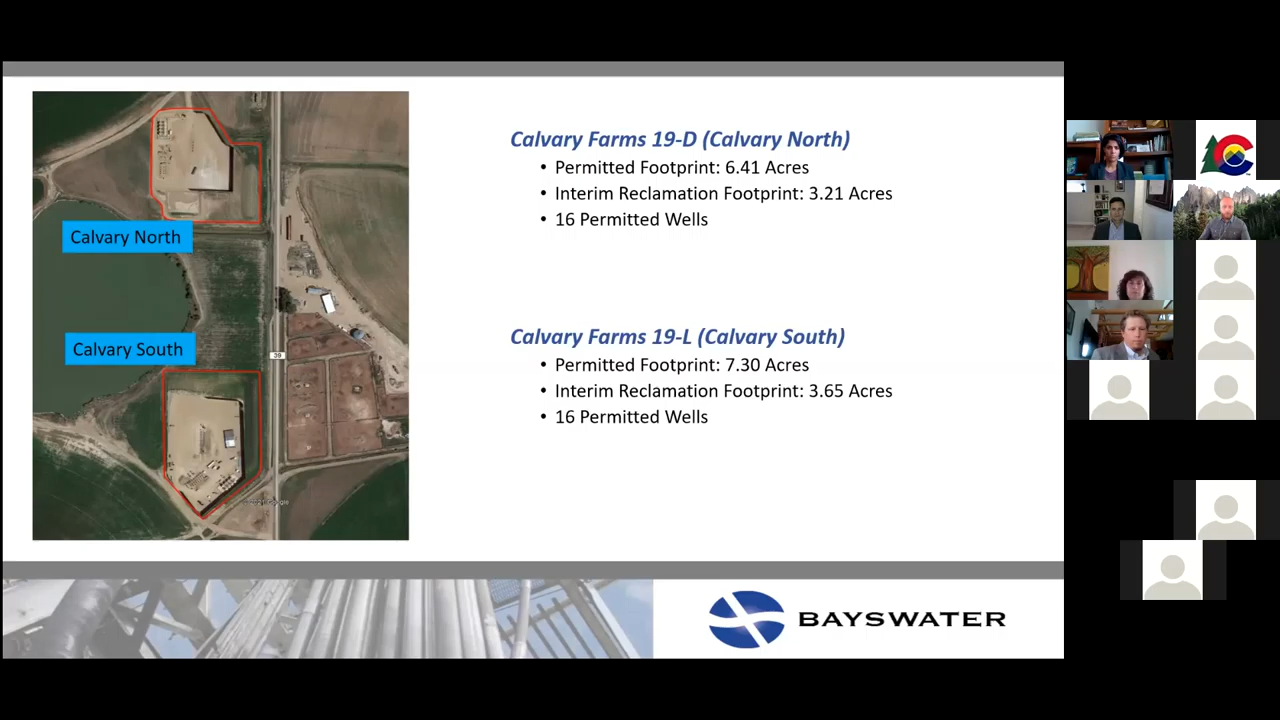 Calvary Farms 19-D (Calvary North)
• Permitted Footprint: 6.41 Acres
• Interim Reclamation Footprint: 3.21 Acres
• 16 Permitted Wells
Calvary North
Calvary South
39
Calvary Farms 19-L (Calvary South)
• Permitted Footprint: 7.30 Acres
• Interim Reclamation Footprint: 3.65 Acres
• 16 Permitted Wells
Google
BAYSWATER